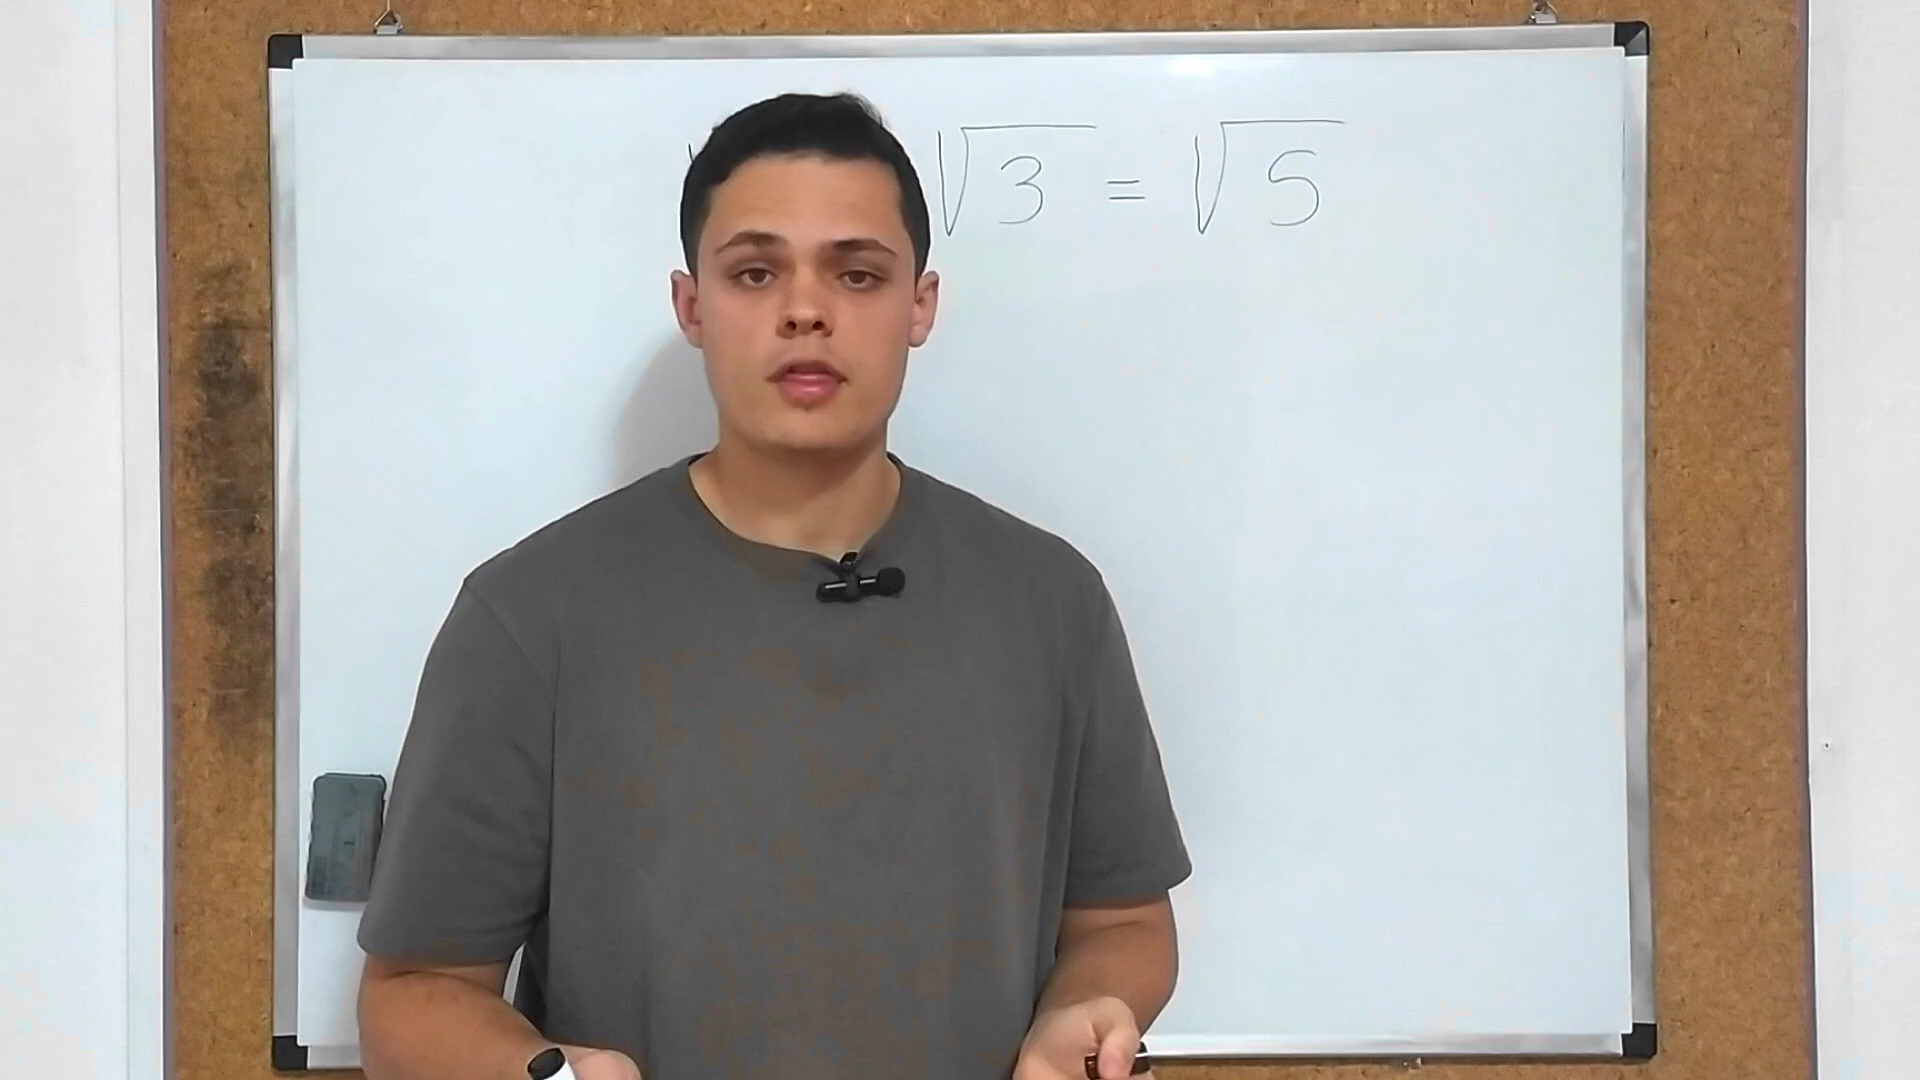 √3 = √5